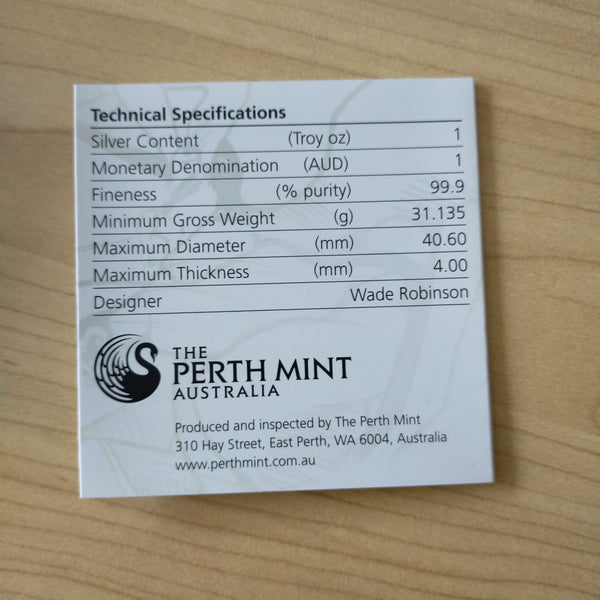 Technical Specifications
Silver Content (Troy oz) 1
Monetary Denomination (AUD) 1
Fineness (% purity) 99.9
Minimum Gross Weight (g) 31.135
Maximum Diameter (mm) 40.60
Maximum Thickness (mm) 4.00
Designer Wade Robinson
THE
PERTH MINT
AUSTRALIA
Produced and inspected by The Perth Mint
310 Hay Street, East Perth, WA 6004, Australia
www.perthmint.com.au